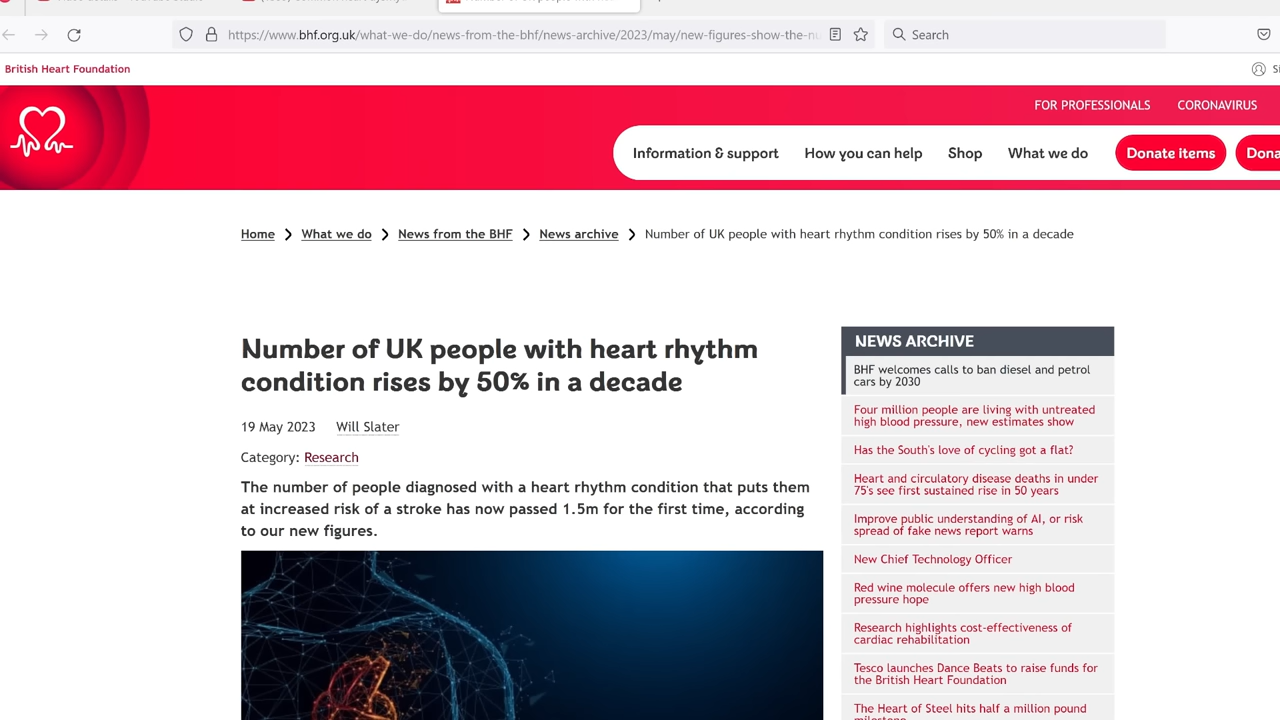 https://www.bhf.org.uk/what-we-do/news-from-the-bhf/news-archive/2023/may/new-figures-show-the-nu
Search
British Heart Foundation
FOR PROFESSIONALS CORONAVIRUS
Information & support How you can help Shop What we do Donate items
Home What we do News from the BHF News archive Number of UK people with heart rhythm condition rises by 50% in a decade
Number of UK people with heart rhythm
condition rises by 50% in a decade
19 May 2023 Will Slater
Category: Research
The number of people diagnosed with a heart rhythm condition that puts them
at increased risk of a stroke has now passed 1.5m for the first time, according
to our new figures.
NEWS ARCHIVE
BHF welcomes calls to ban diesel and petrol
cars by 2030
Four million people are living with untreated
high blood pressure, new estimates show
Has the South's love of cycling got a flat?
Heart and circulatory disease deaths in under
75's see first sustained rise in 50 years
Improve public understanding of AI, or risk
spread of fake news report warns
New Chief Technology Officer
Red wine molecule offers new high blood
pressure hope
Research highlights cost-effectiveness of
cardiac rehabilitation
Tesco launches Dance Beats to raise funds for
the British Heart Foundation
The Heart of Steel hits half a million pound